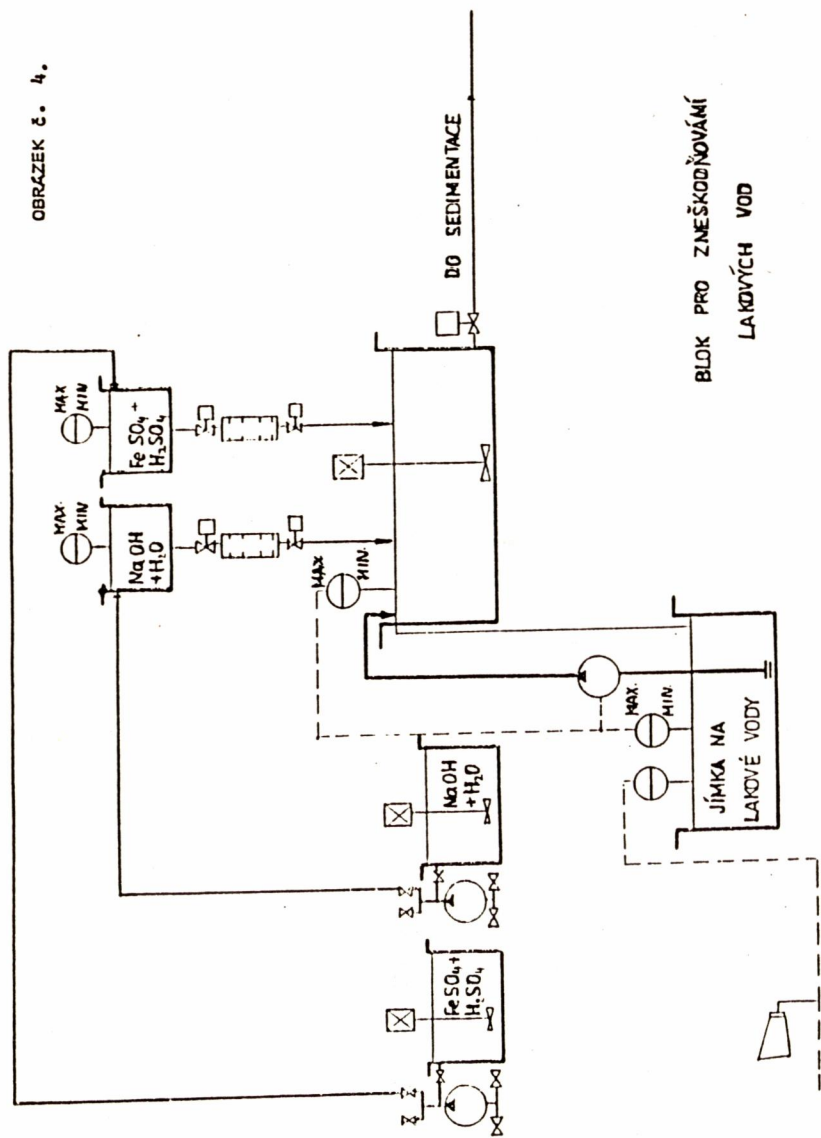 OBRÁZEK č. 4.
MAX
MIN
FeSO₄+
H₂SO₄
MAX.
MIN
NaOH
+H₂O
DO SEDIMENTACE
MAX
MIN.
NaOH
+H₂O
FeSO₄+
H₂SO₄
MAX.
MIN.
JÍMKA NA
LAKOVÉ VODY
BLOK PRO ZNEŠKODŇOVÁNÍ
LAKOVÝCH VOD